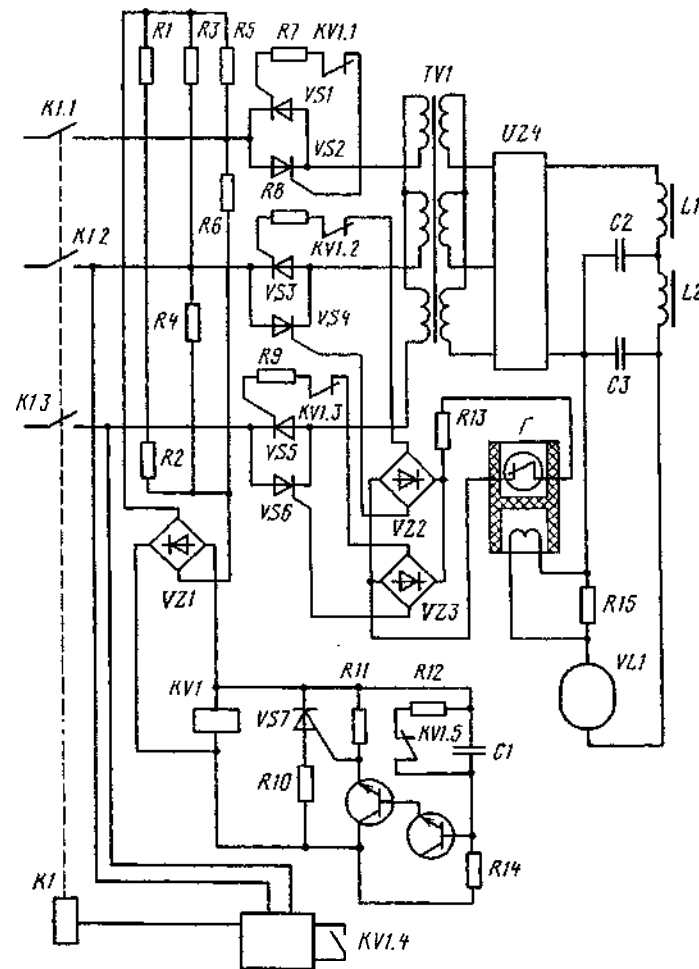 R1
R3
R5
R7
KV1.1
VS1
TV1
K1.1
VS2
UZ4
R8
R6
L1
K1 2
KV1.2
C2
VS3
R4
VS4
L2
R9
C3
K1 3
KV1.3
R13
Г
R2
VS5
VS6
VZ2
VZ1
VZ3
R15
VL1
R11
R12
KV1
VS7
KV1.5
C1
R10
R14
K1
KV1.4